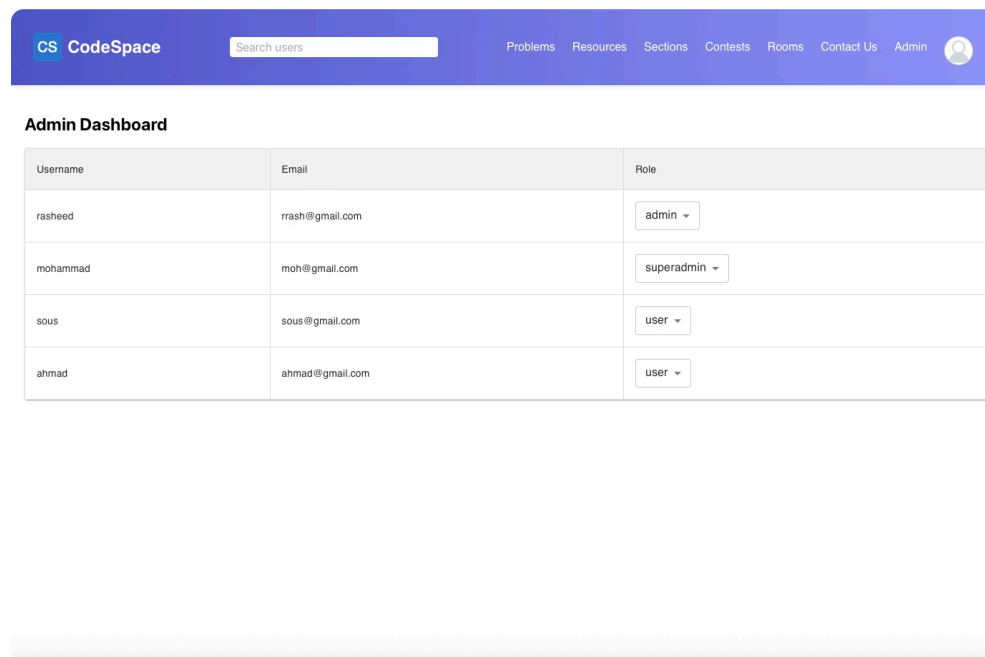 CS CodeSpace Search users Problems Resources Sections Contests Rooms Contact Us Admin
Admin Dashboard
Username Email Role
rasheed rrash@gmail.com admin
mohammad moh@gmail.com superadmin
sous sous@gmail.com user
ahmad ahmad@gmail.com user